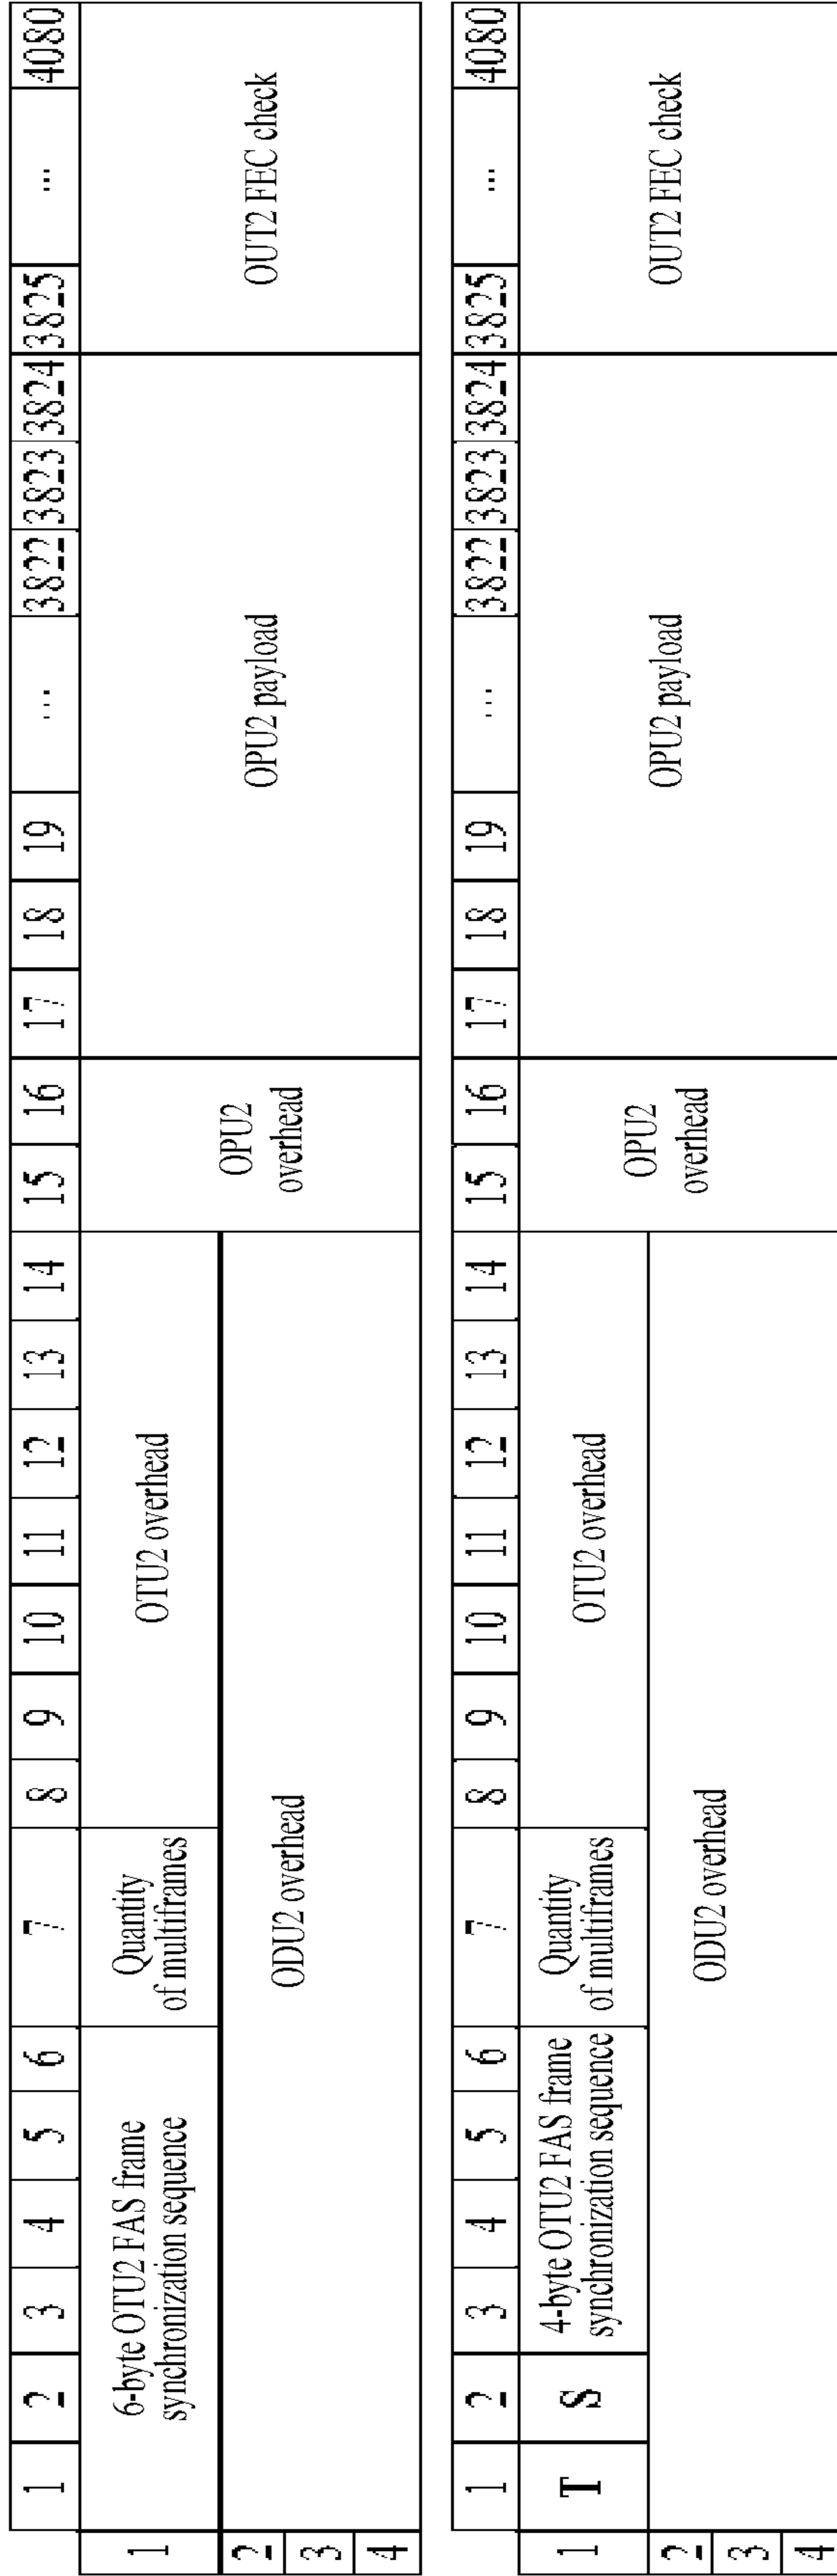 1 2 3 4 5 6 7 8 9 10 11 12 13 14 15 16 17 18 19 ... 3822 3823 3824 3825 ... 4080
1
6-byte OTU2 FAS frame
synchronization sequence
Quantity
of multiframes
OTU2 overhead
OPU2
overhead
OPU2 payload
OUT2 FEC check
2
3
ODU2 overhead
4
1 2 3 4 5 6 7 8 9 10 11 12 13 14 15 16 17 18 19 ... 3822 3823 3824 3825 ... 4080
1
T
S
4-byte OTU2 FAS frame
synchronization sequence
Quantity
of multiframes
OTU2 overhead
OPU2
overhead
OPU2 payload
OUT2 FEC check
2
ODU2 overhead
3
4